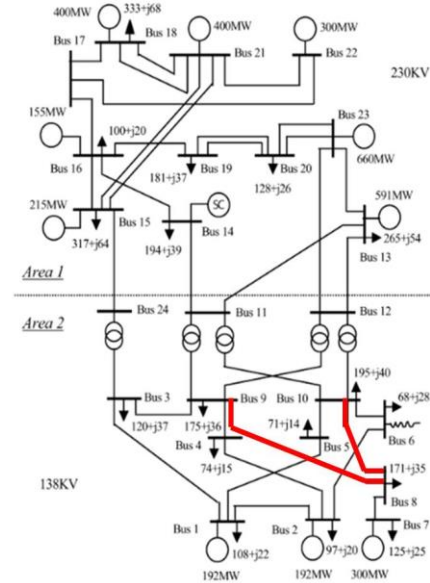 333+j68
400MW
Bus 18
400MW
300MW
Bus 17
Bus 21
Bus 22
230KV
155MW
100+j20
Bus 23
Bus 16
181+j37
Bus 19
Bus 20
660MW
128+j26
215MW
SC
591MW
Bus 15
317+j64
Bus 14
194+j39
265+j54
Bus 13
Area 1
Area 2
Bus 24
Bus 11
Bus 12
195+j40
Bus 3
Bus 9
Bus 10
68+j28
120+j37
175+j36
71+j14
Bus 6
Bus 4
Bus 5
74+j15
171+j35
138KV
Bus 8
Bus 1
Bus 2
Bus 7
108+j22
97+j20
125+j25
192MW
192MW
300MW